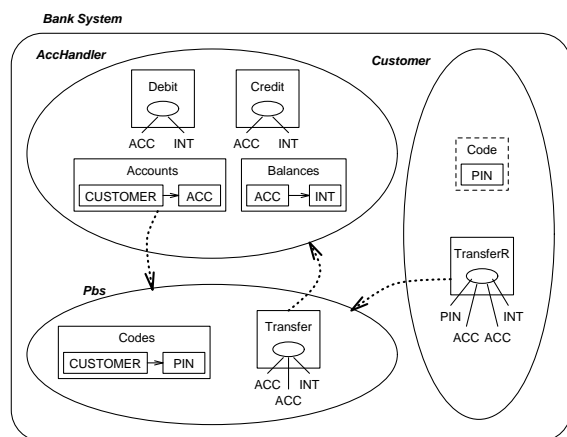 Bank System
AccHandler
Customer
Debit
Credit
ACC INT
ACC INT
Code
PIN
Accounts
Balances
CUSTOMER ACC
ACC INT
TransferR
PIN INT
ACC ACC
Pbs
Codes
CUSTOMER PIN
Transfer
ACC INT
ACC